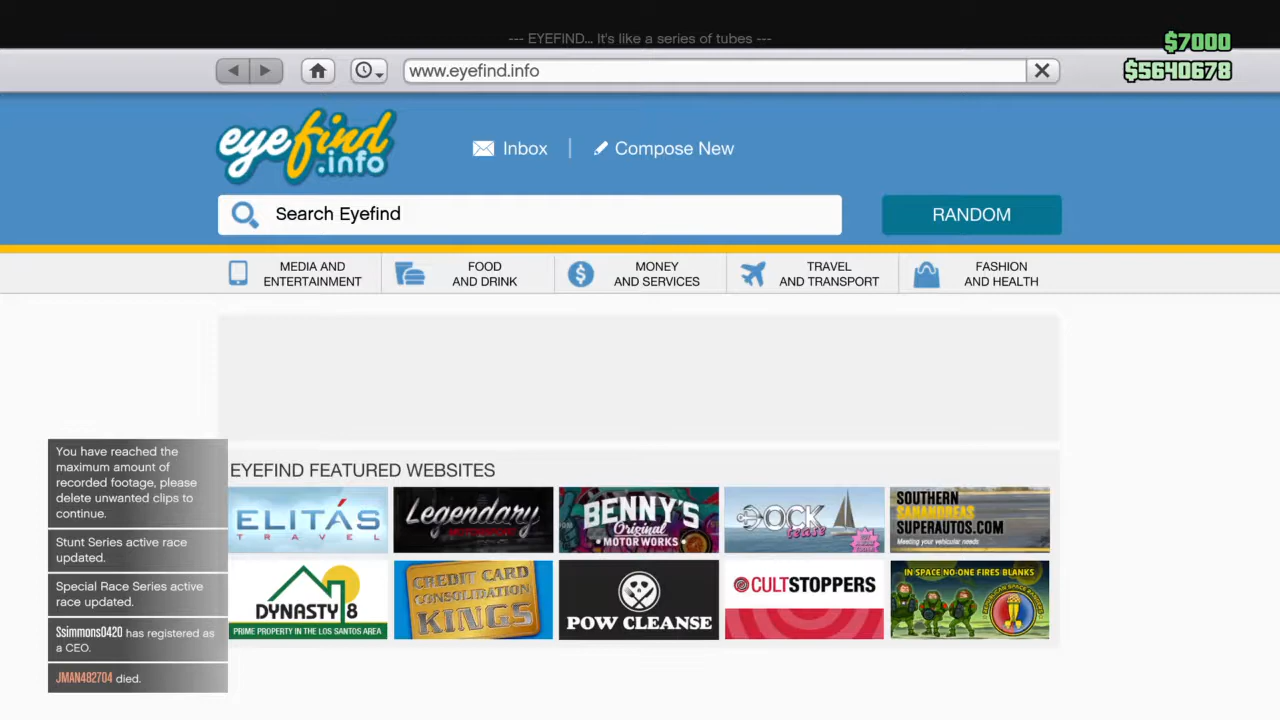 --- EYEFIND... It's like a series of tubes ---
$7000
$5640678
www.eyefind.info
eyefind
.info
Inbox
Compose New
Search Eyefind
RANDOM
MEDIA AND
ENTERTAINMENT
FOOD
AND DRINK
MONEY
AND SERVICES
TRAVEL
AND TRANSPORT
FASHION
AND HEALTH
You have reached the
maximum amount of
recorded footage, please
delete unwanted clips to
continue.
Stunt Series active race
updated.
Special Race Series active
race updated.
Ssimmons0420 has registered as
a CEO.
JMAN482704 died.
EYEFIND FEATURED WEBSITES
ELITÁS
TRAVEL
Legendary
BENNY'S
Original
MOTOR WORKS
DOCK
tease
SOUTHERN
SANANDREAS
SUPERAUTOS.COM
Meeting your vehicular needs
DYNASTY 8
PRIME PROPERTY IN THE LOS SANTOS AREA
CREDIT CARD
CONSOLIDATION
KINGS
POW CLEANSE
CULTSTOPPERS
IN SPACE NO-ONE FIRES BLANKS